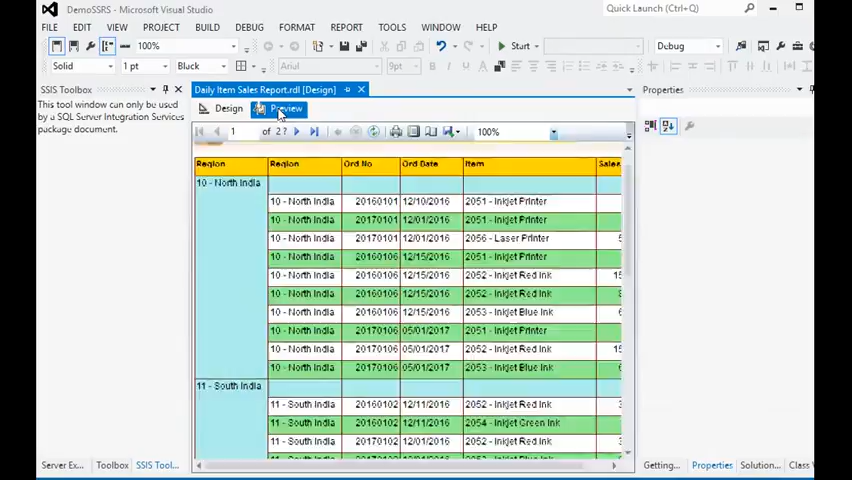 DemoSSRS - Microsoft Visual Studio
Quick Launch (Ctrl+Q)
FILE EDIT VIEW PROJECT BUILD DEBUG FORMAT REPORT TOOLS WINDOW HELP
100% Start Debug
Solid 1 pt Black Arial 9pt
SSIS Toolbox
Daily Item Sales Report.rdl [Design]
Properties
This tool window can only be used
by a SQL Server Integration Services
package document.
Design Preview
1 of 2 ? 100%
Region Region Ord No Ord Date Item Sales
10 - North India
10 - North India 20160101 12/10/2016 2051 - Inkjet Printer
10 - North India 20170101 12/01/2016 2051 - Inkjet Printer
10 - North India 20170101 12/01/2016 2056 - Laser Printer 5
10 - North India 20160106 12/15/2016 2051 - Inkjet Printer
10 - North India 20160106 12/15/2016 2052 - Inkjet Red Ink 15
10 - North India 20160106 12/15/2016 2052 - Inkjet Red Ink
10 - North India 20160106 12/15/2016 2053 - Inkjet Blue Ink 6
10 - North India 20170106 05/01/2017 2051 - Inkjet Printer
10 - North India 20170106 05/01/2017 2052 - Inkjet Red Ink 15
10 - North India 20170106 05/01/2017 2053 - Inkjet Blue Ink 6
11 - South India
11 - South India 20160102 12/11/2016 2052 - Inkjet Red Ink 3
11 - South India 20160102 12/11/2016 2054 - Inkjet Green Ink
11 - South India 20170102 12/01/2016 2052 - Inkjet Red Ink 3
Server Ex... Toolbox SSIS Tool...
Getting... Properties Solution... Class V